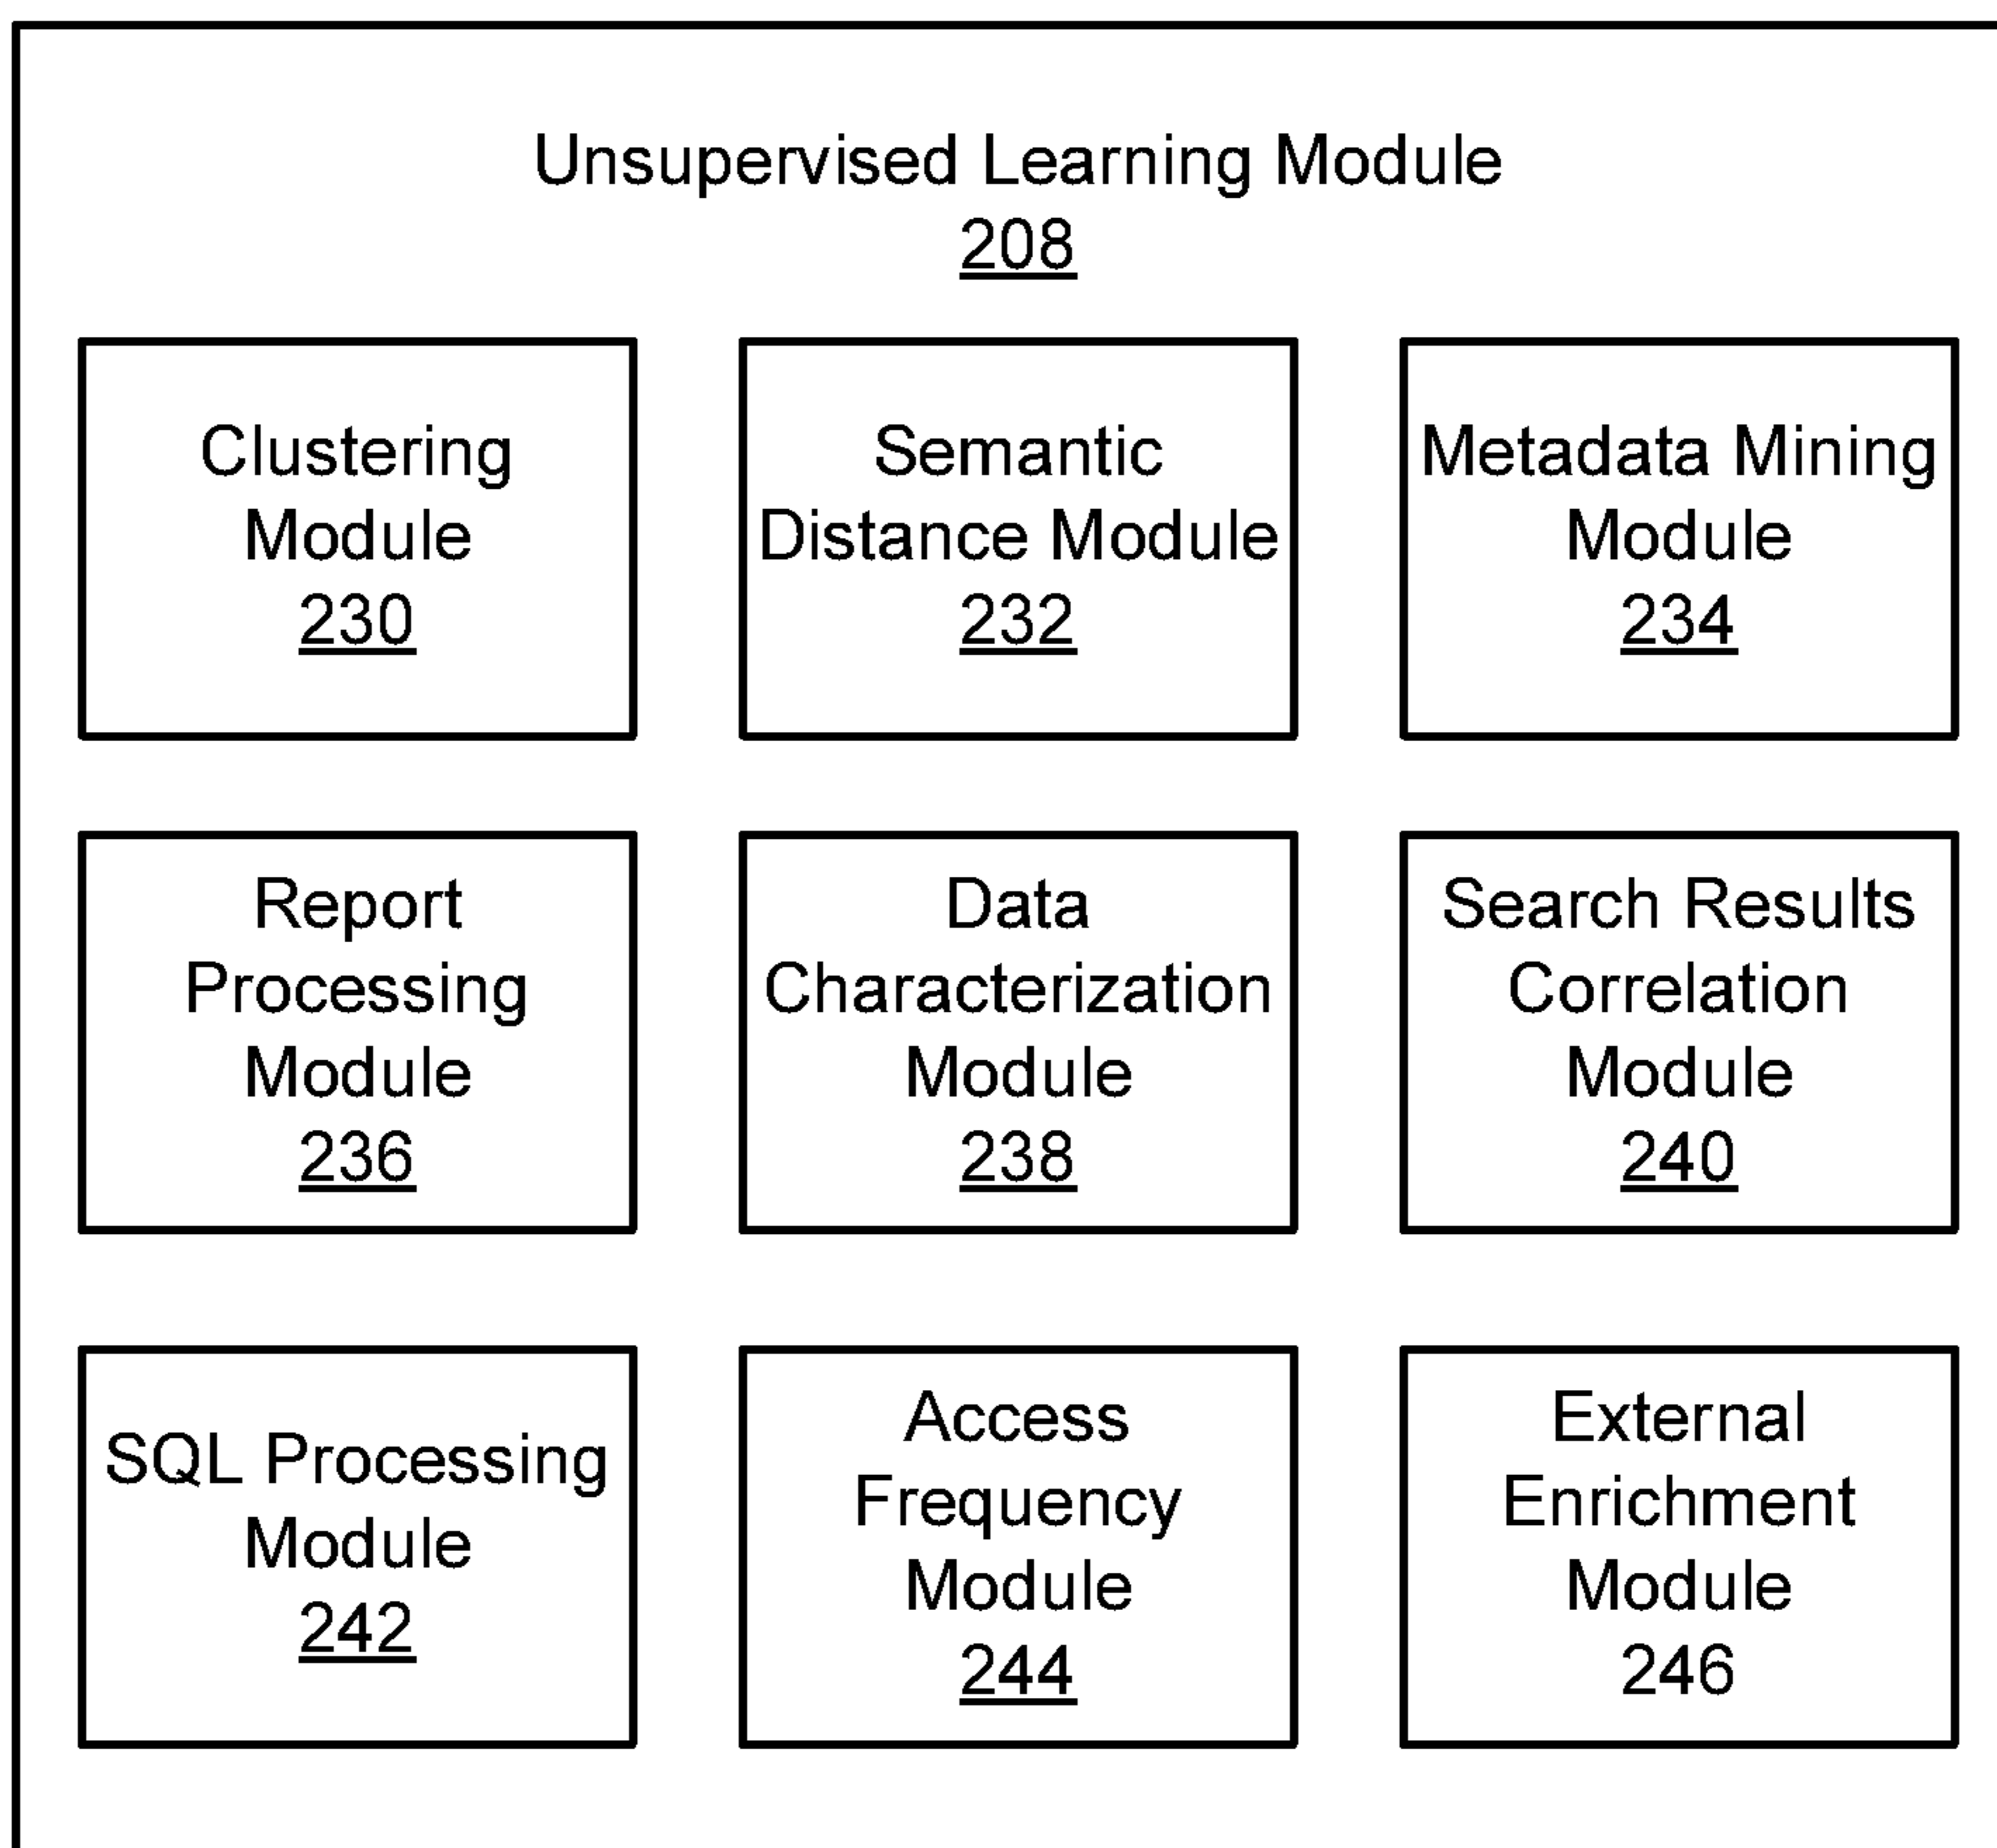 Unsupervised Learning Module
208
Clustering
Module
230
Semantic
Distance Module
232
Metadata Mining
Module
234
Report
Processing
Module
236
Data
Characterization
Module
238
Search Results
Correlation
Module
240
SQL Processing
Module
242
Access
Frequency
Module
244
External
Enrichment
Module
246